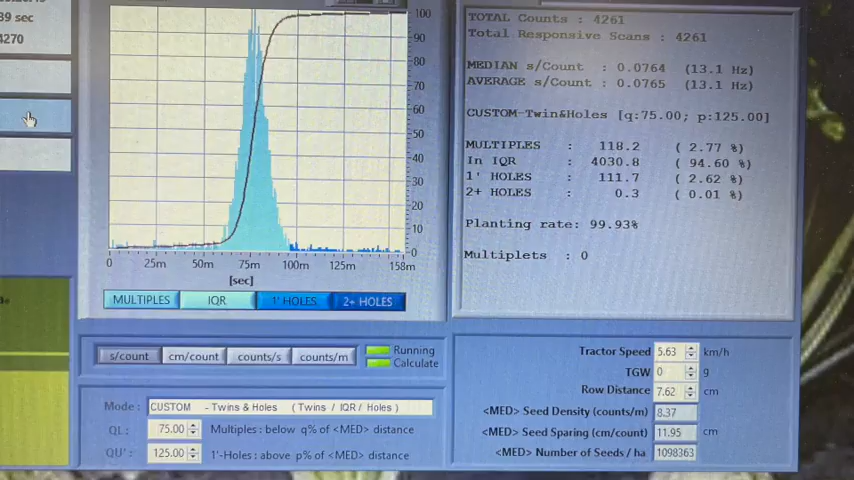 39 sec
4270
100
90
80
70
60
50
40
30
20
10
0
0 25m 50m 75m 100m 125m 158m
[sec]
MULTIPLES IQR 1' HOLES 2+ HOLES
TOTAL Counts : 4261
Total Responsive Scans : 4261
MEDIAN s/Count : 0.0764 (13.1 Hz)
AVERAGE s/Count : 0.0765 (13.1 Hz)
CUSTOM-Twin&Holes [q:75.00; p:125.00]
MULTIPLES : 118.2 ( 2.77 %)
In IQR : 4030.8 ( 94.60 %)
1' HOLES : 111.7 ( 2.62 %)
2+ HOLES : 0.3 ( 0.01 %)
Planting rate: 99.93%
Multiplets : 0
s/count cm/count counts/s counts/m
Running
Calculate
Mode : CUSTOM - Twins & Holes ( Twins / IQR / Holes )
QL : 75.00 Multiples : below q% of <MED> distance
QU' : 125.00 1'-Holes : above p% of <MED> distance
Tractor Speed 5.63 km/h
TGW 0 g
Row Distance 7.62 cm
<MED> Seed Density (counts/m) 8.37
<MED> Seed Sparing (cm/count) 11.95 cm
<MED> Number of Seeds / ha 1098363